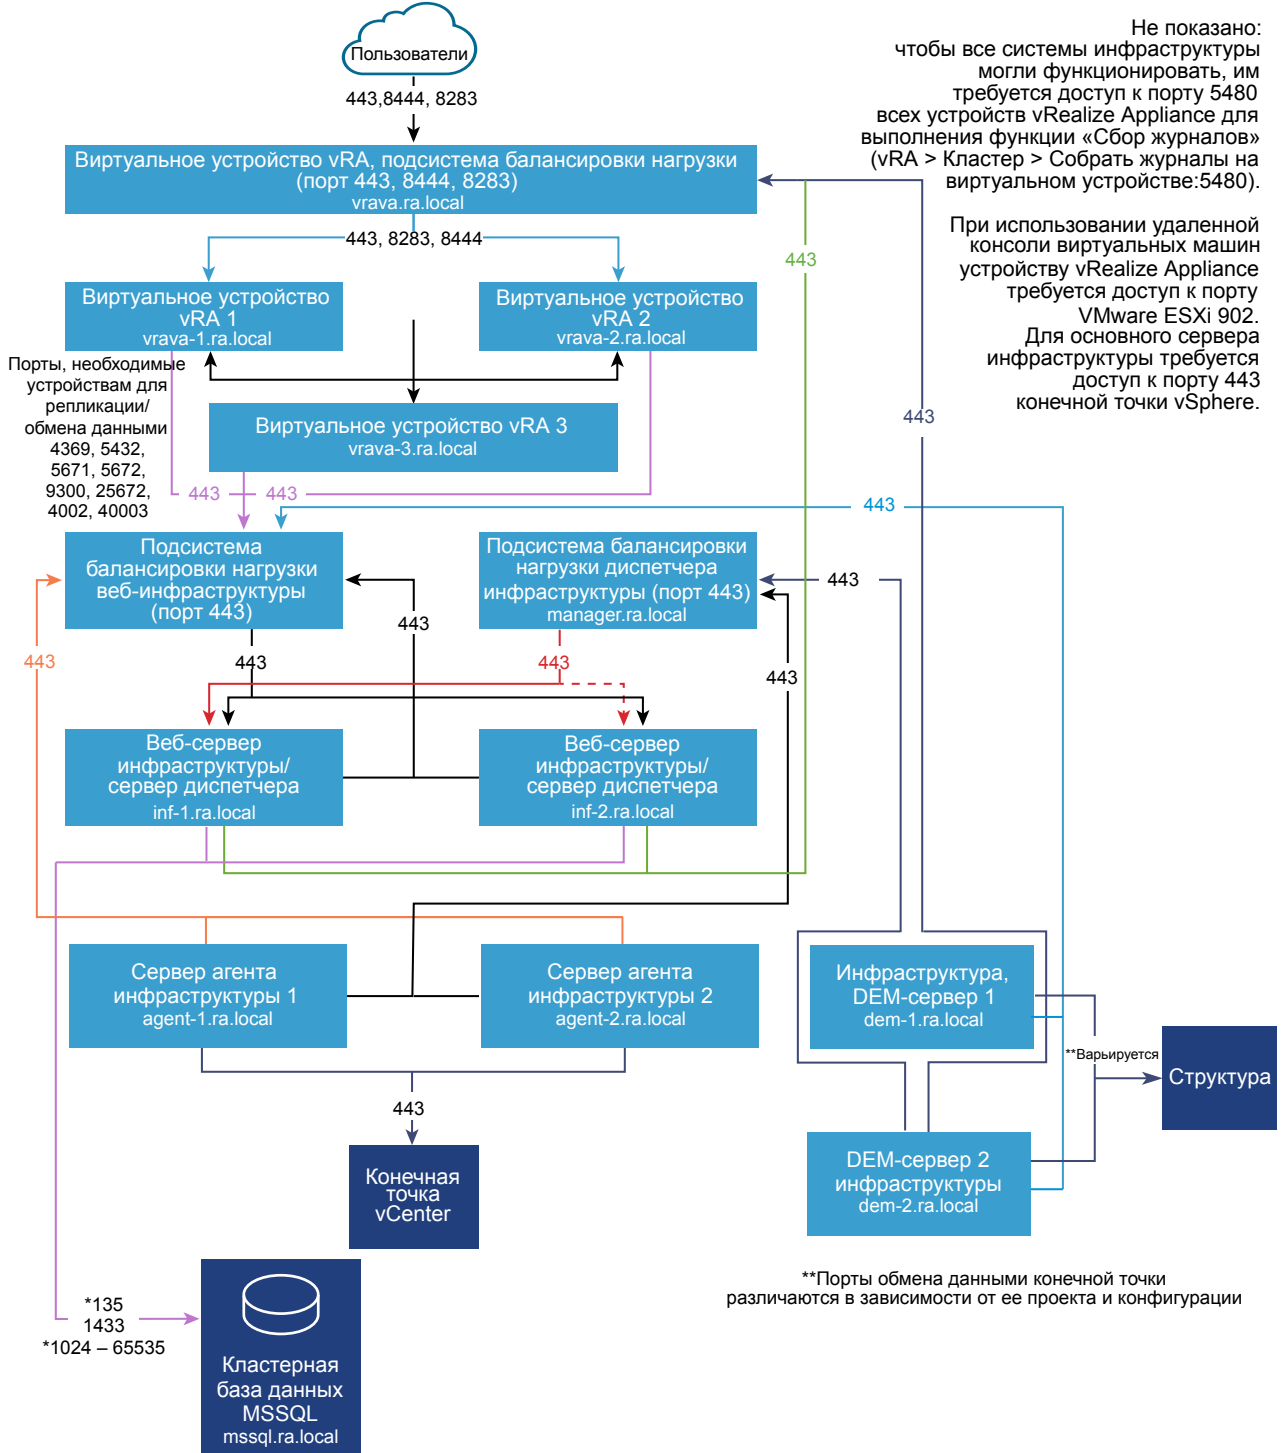 Пользователи
443,8444, 8283
Не показано:
чтобы все системы инфраструктуры
могли функционировать, им
требуется доступ к порту 5480
всех устройств vRealize Appliance для
выполнения функции «Сбор журналов»
(vRA > Кластер > Собрать журналы на
виртуальном устройстве:5480).
При использовании удаленной
консоли виртуальных машин
устройству vRealize Appliance
требуется доступ к порту
VMware ESXi 902.
Для основного сервера
инфраструктуры требуется
доступ к порту 443
конечной точки vSphere.
Виртуальное устройство vRA, подсистема балансировки нагрузки
(порт 443, 8444, 8283)
vrava.ra.local
443, 8283, 8444
443
Виртуальное устройство
vRA 1
vrava-1.ra.local
Виртуальное устройство
vRA 2
vrava-2.ra.local
Порты, необходимые
устройствам для
репликации/
обмена данными
4369, 5432,
5671, 5672,
9300, 25672,
4002, 40003
Виртуальное устройство vRA 3
vrava-3.ra.local
443
443
443
443
Подсистема
балансировки нагрузки
веб-инфраструктуры
(порт 443)
Подсистема балансировки
нагрузки диспетчера
инфраструктуры (порт 443)
manager.ra.local
443
443
443
443
443
443
Веб-сервер
инфраструктуры/
сервер диспетчера
inf-1.ra.local
Веб-сервер
инфраструктуры/
сервер диспетчера
inf-2.ra.local
Сервер агента
инфраструктуры 1
agent-1.ra.local
Сервер агента
инфраструктуры 2
agent-2.ra.local
Инфраструктура,
DEM-сервер 1
dem-1.ra.local
**Варьируется
Структура
443
DEM-сервер 2
инфраструктуры
dem-2.ra.local
Конечная
точка
vCenter
**Порты обмена данными конечной точки
различаются в зависимости от ее проекта и конфигурации
*135
1433
*1024 – 65535
Кластерная
база данных
MSSQL
mssql.ra.local